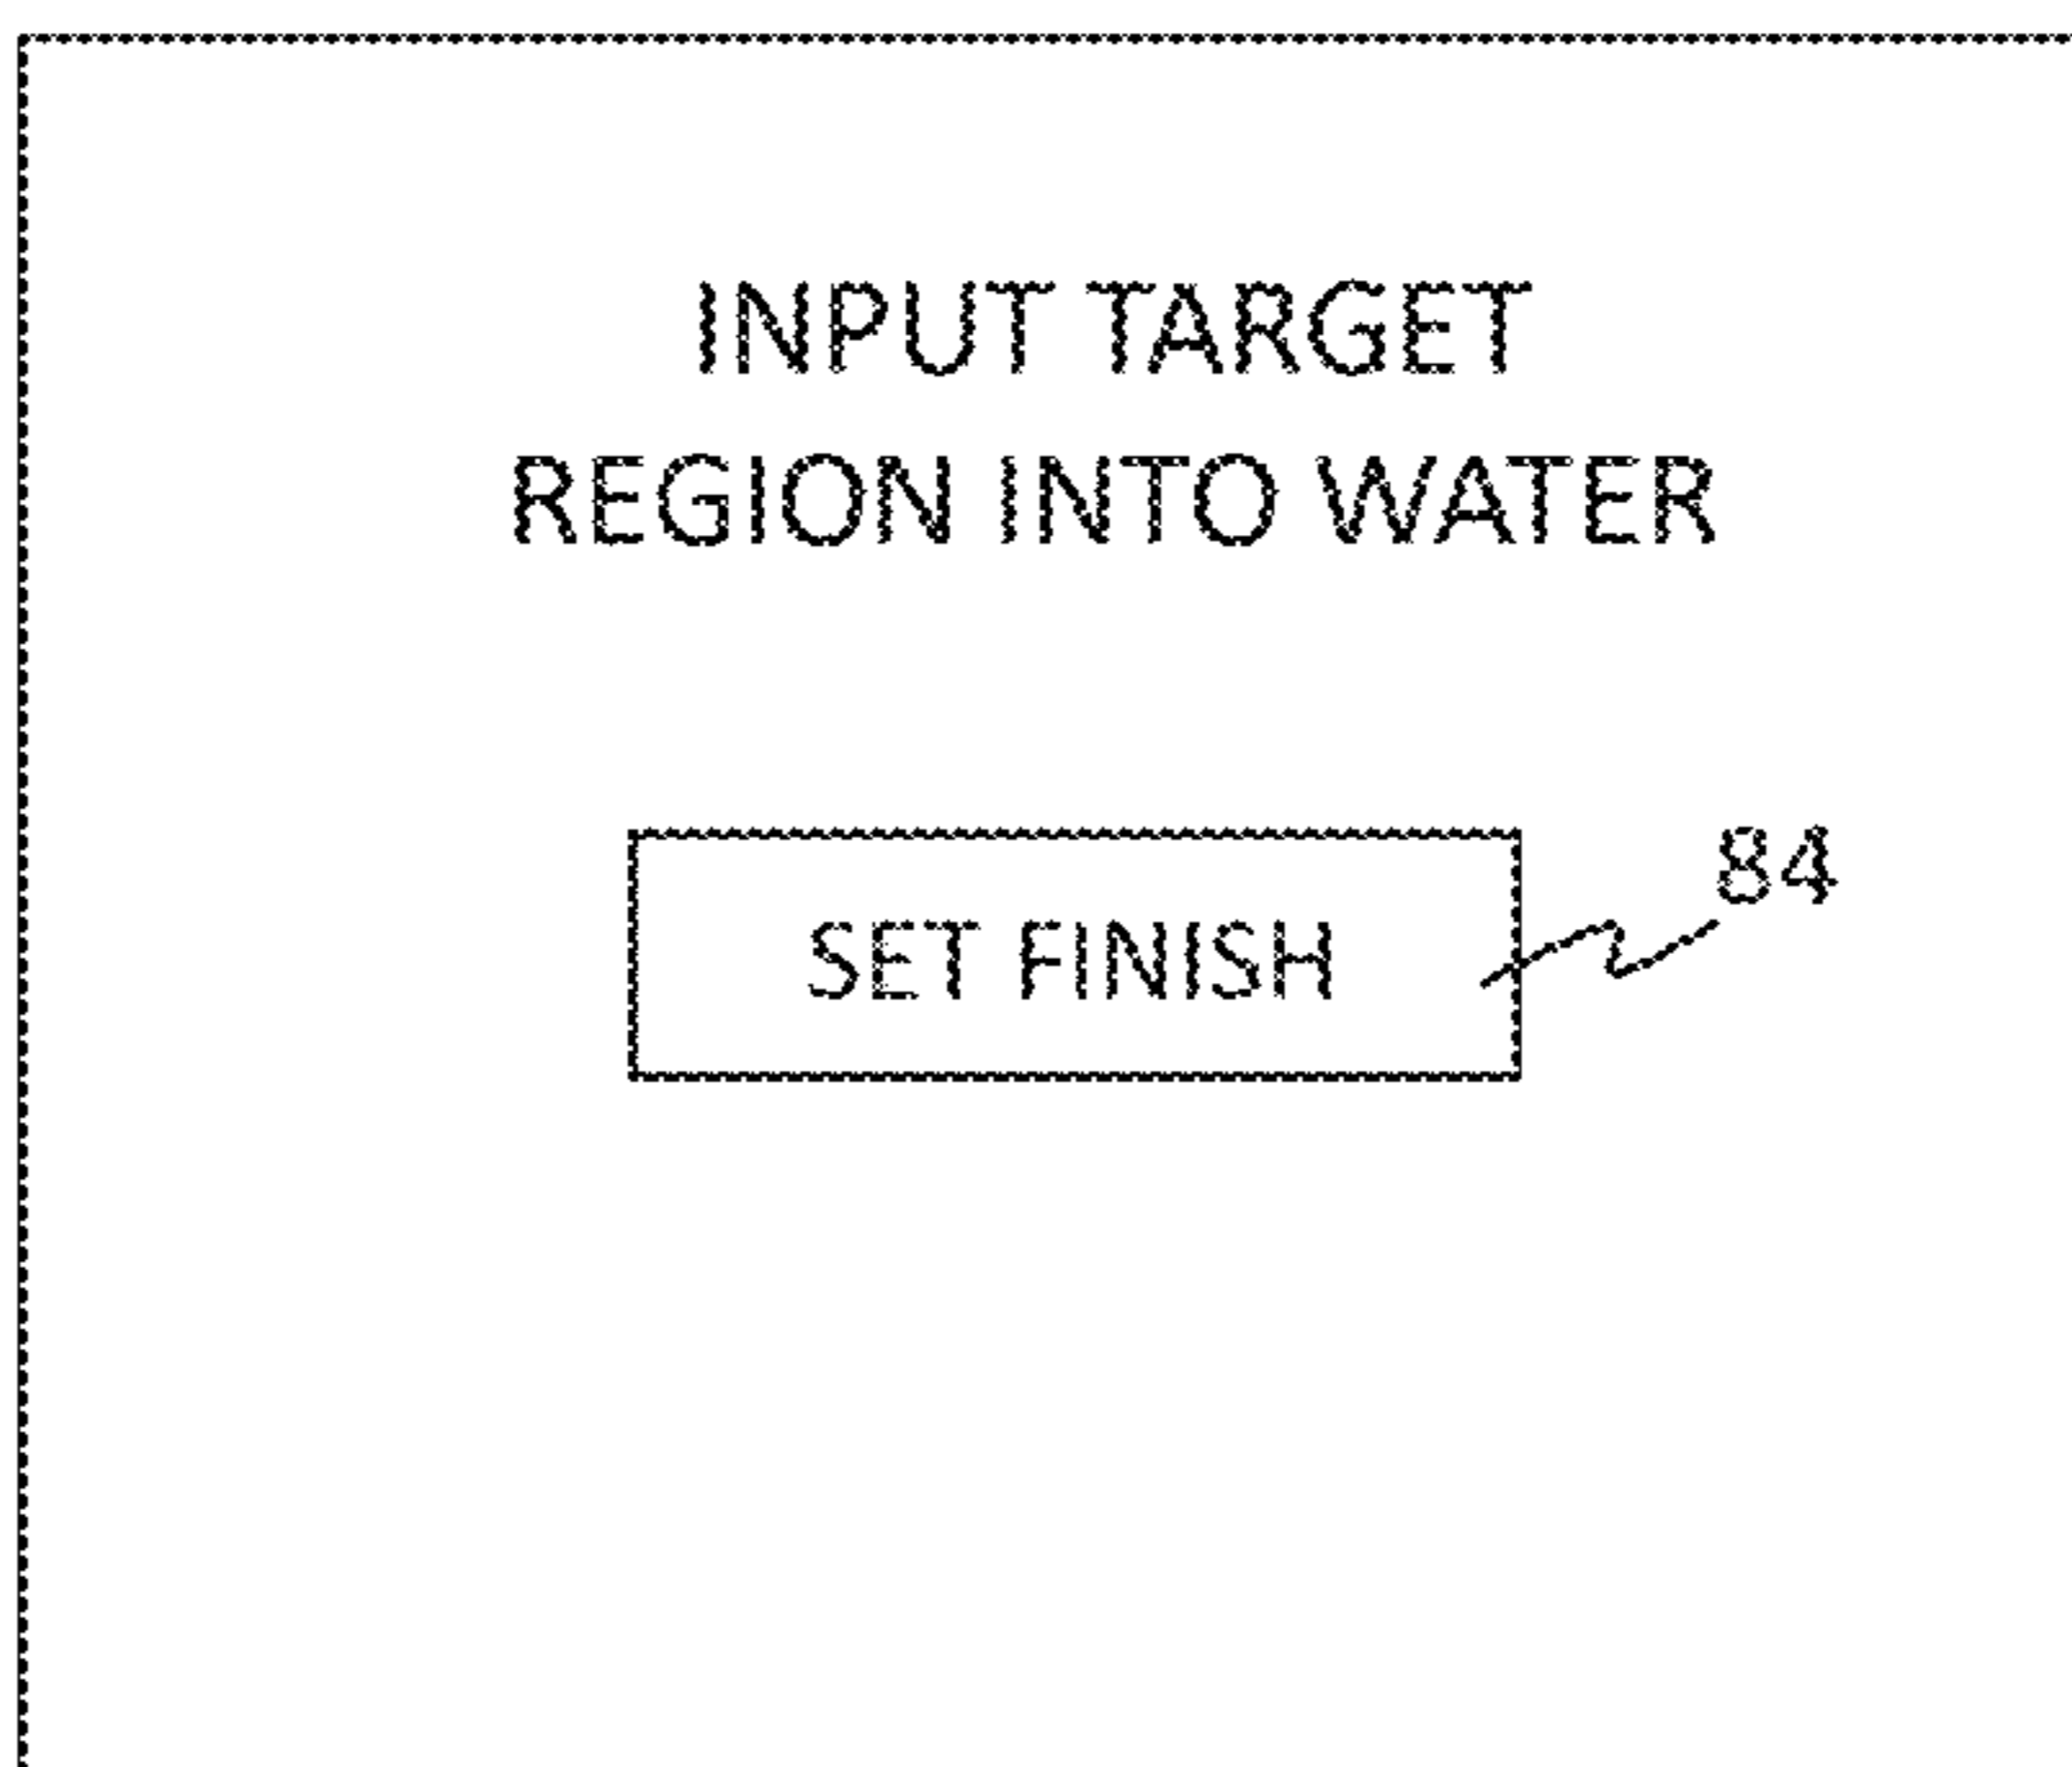 INPUT TARGET
REGION INTO WATER
84
SET FINISH